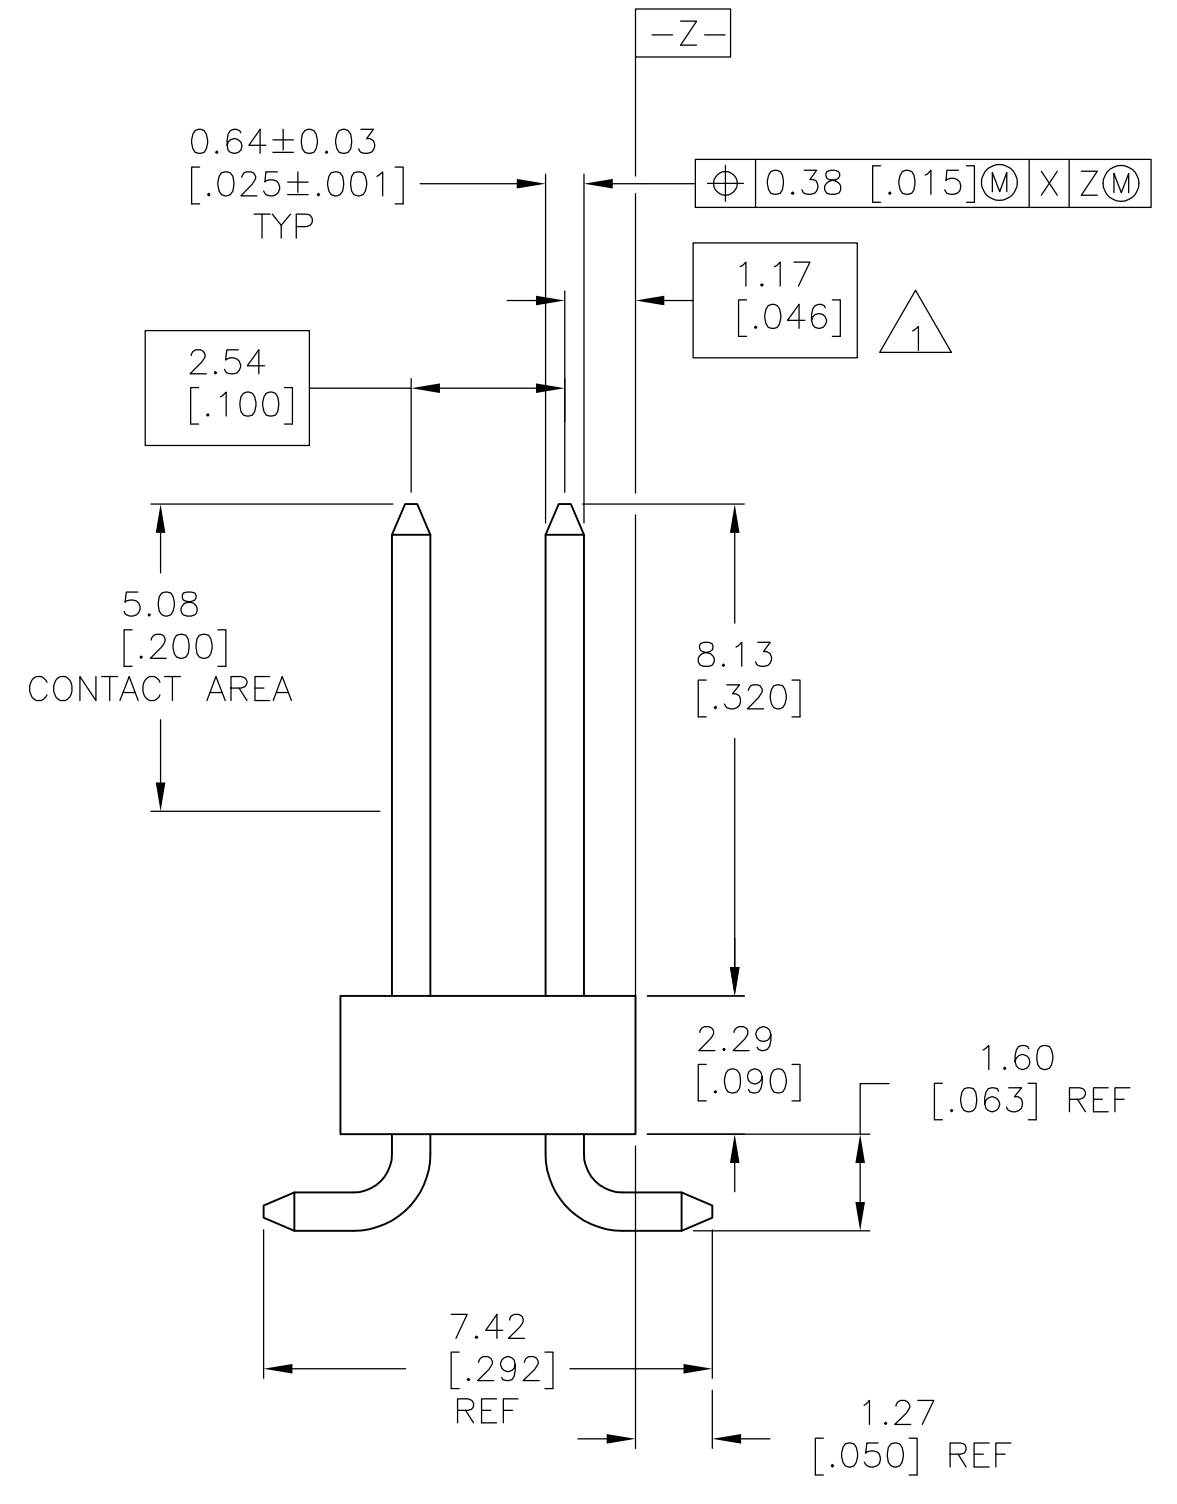 -Z-
0.64±0.03
[.025±.001]
TYP
⌖ 0.38 [.015]Ⓜ X ZⓂ
1.17
[.046]
1
2.54
[.100]
5.08
[.200]
CONTACT AREA
8.13
[.320]
2.29
[.090]
1.60
[.063] REF
7.42
[.292]
REF
1.27
[.050] REF